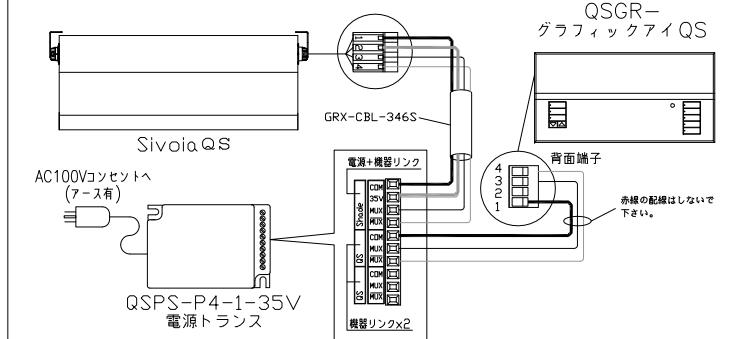 QSGR-
グラフィックアイQS
1
2
3
4
GRX-CBL-346S
SivoiaQS
AC100Vコンセントへ
(アース有)
QSPS-P4-1-35V
電源トランス
電源+機器リンク
Shade
COM
35V
MUX
MUX
QS
COM
MUX
MUX
QS
COM
MUX
MUX
機器リンクx2
背面端子
4
3
2
1
赤線の配線はしないで
下さい。